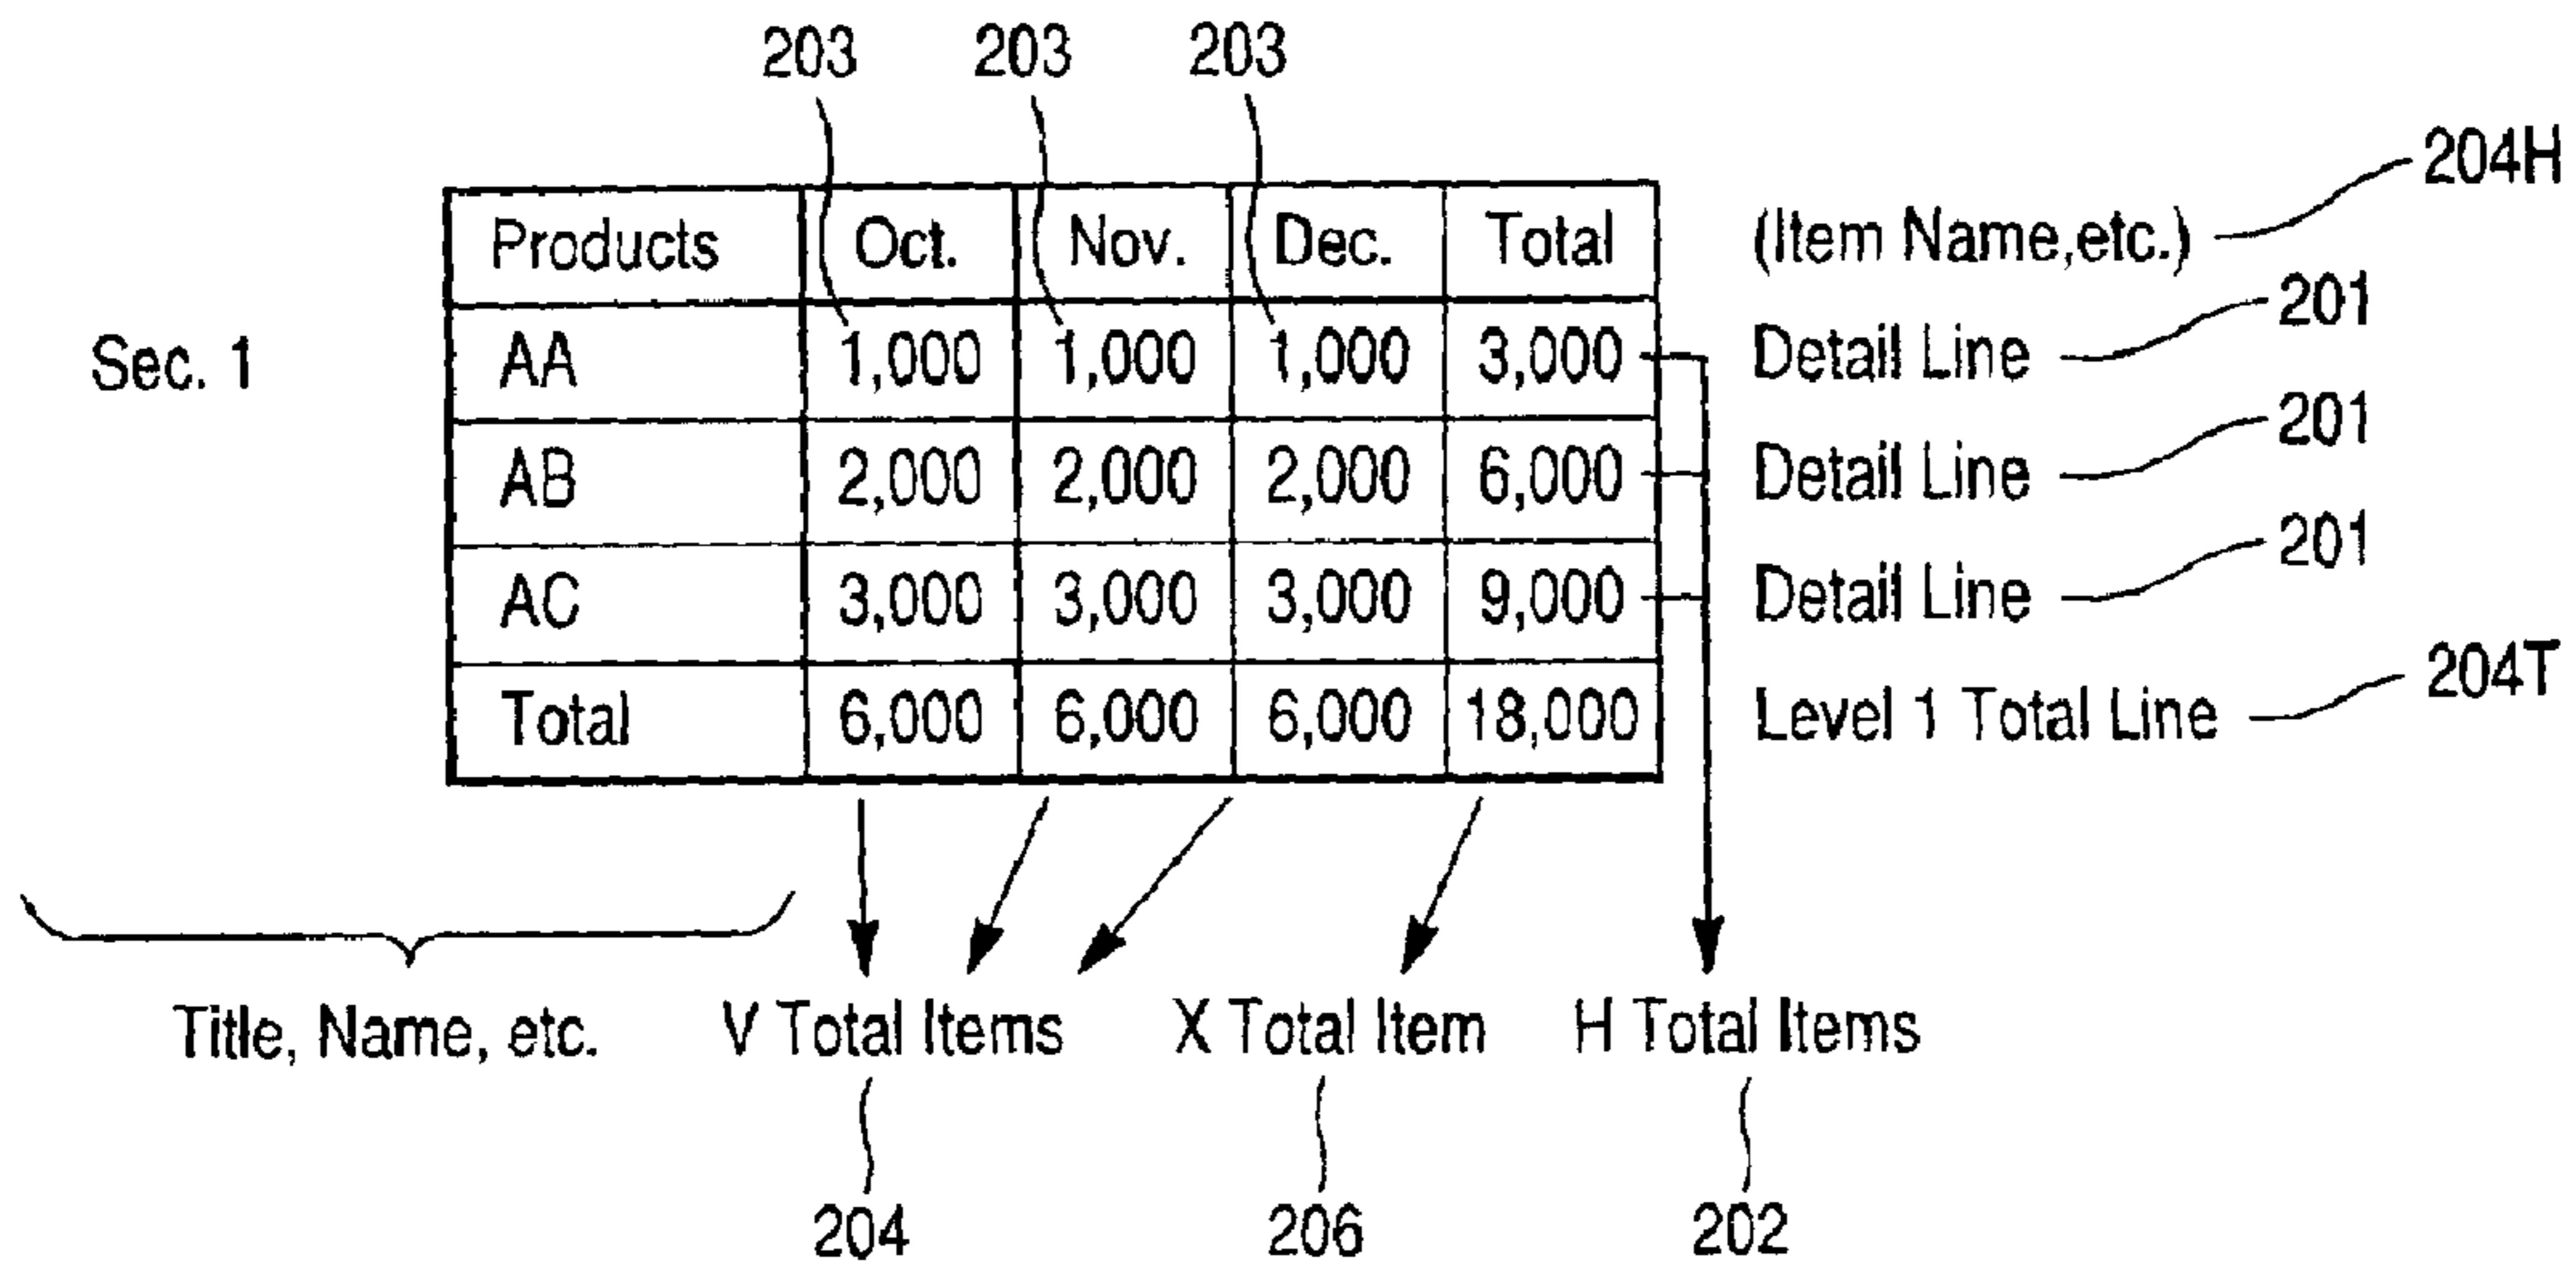 203 203 203
204H
Products Oct. Nov. Dec. Total (Item Name,etc.)
201
Sec. 1 AA 1,000 1,000 1,000 3,000 Detail Line
201
AB 2,000 2,000 2,000 6,000 Detail Line
201
AC 3,000 3,000 3,000 9,000 Detail Line
204T
Total 6,000 6,000 6,000 18,000 Level 1 Total Line
Title, Name, etc. V Total Items X Total Item H Total Items
204 206 202